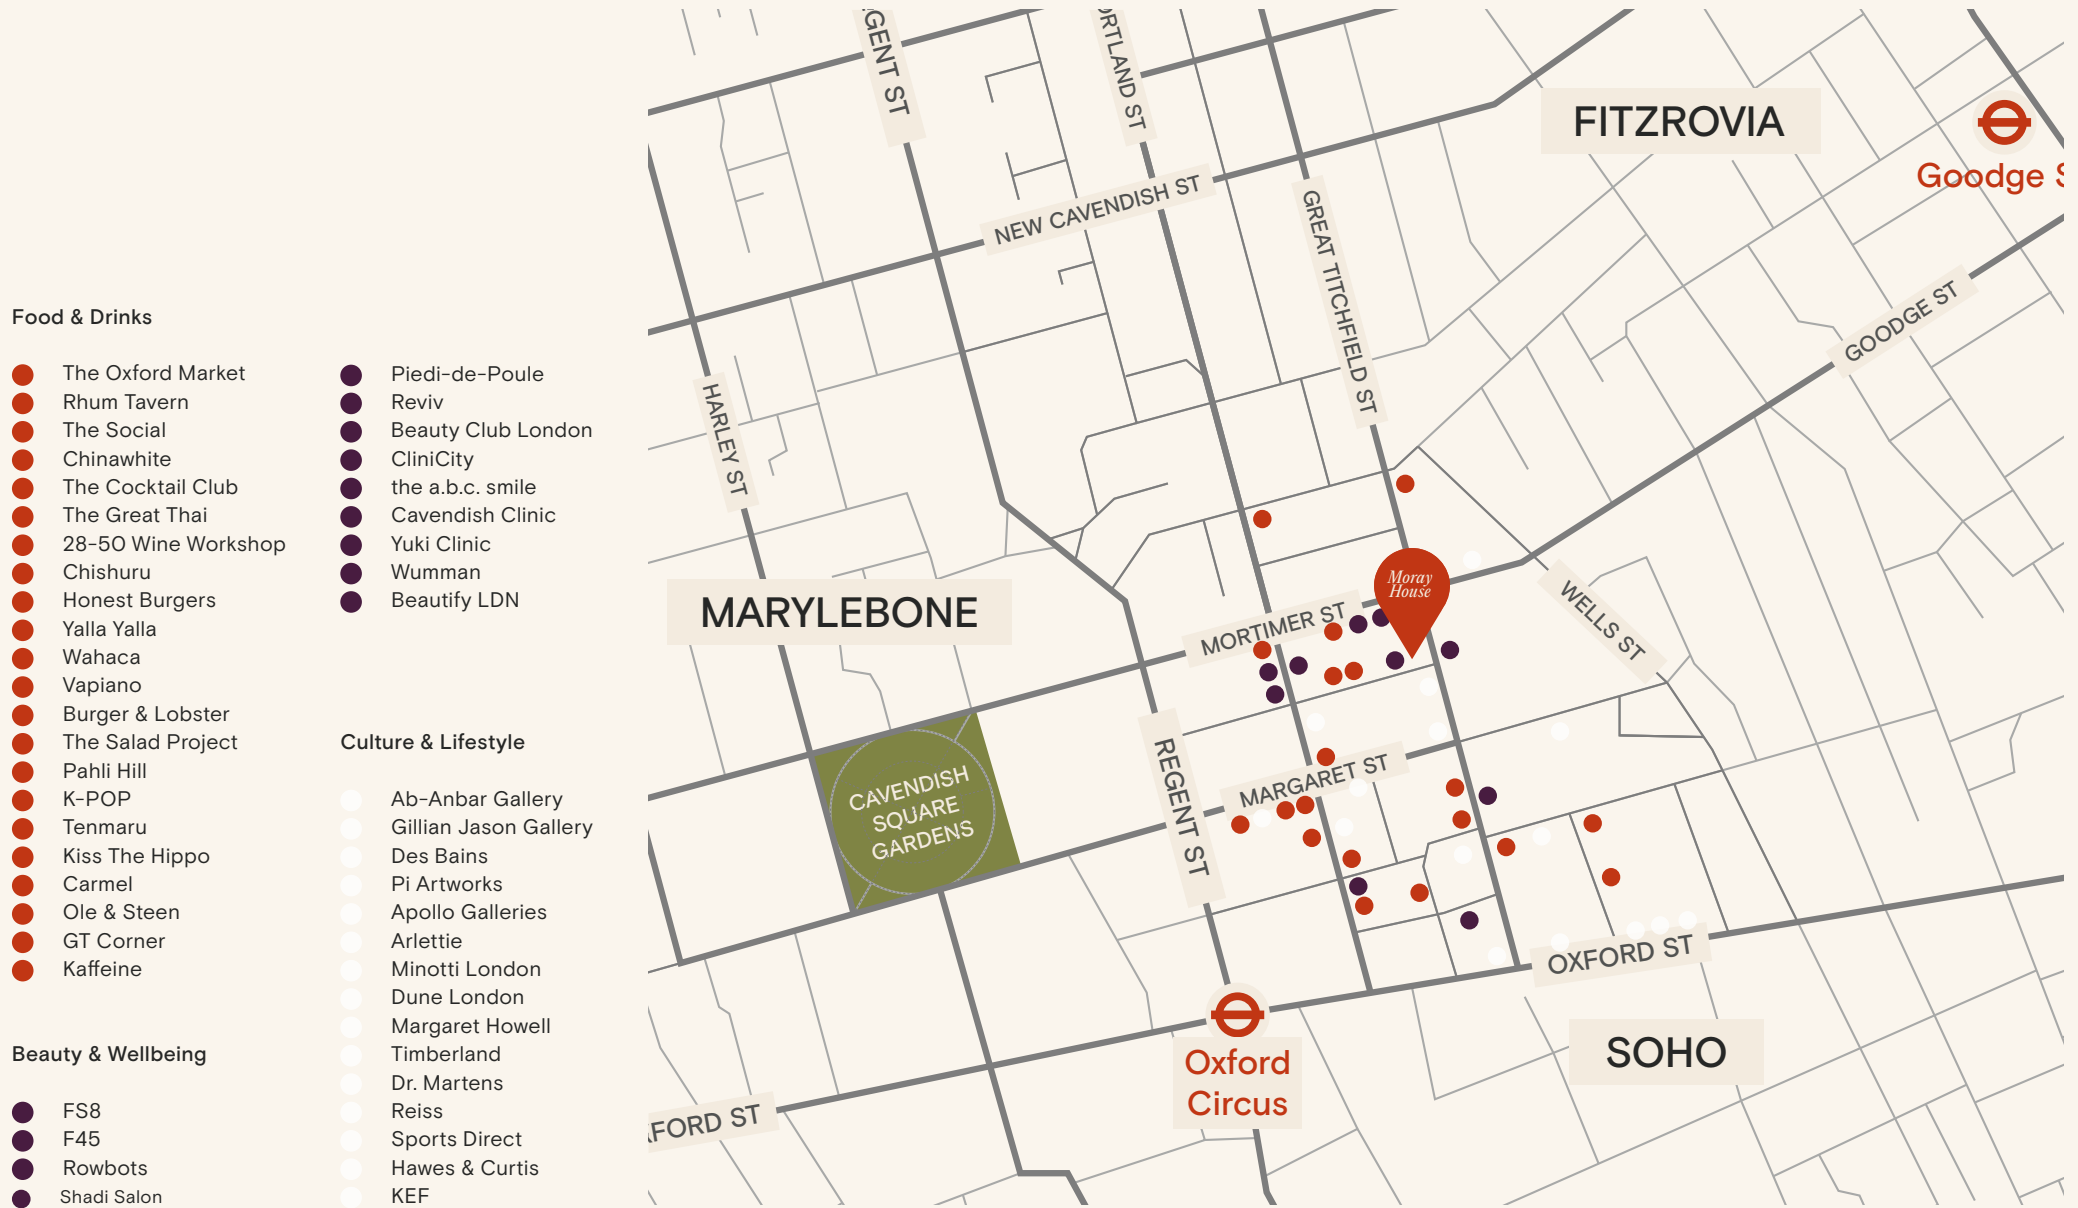 Food & Drinks
The Oxford Market
Rhum Tavern
The Social
Chinawhite
The Cocktail Club
The Great Thai
28-50 Wine Workshop
Chishuru
Honest Burgers
Yalla Yalla
Wahaca
Vapiano
Burger & Lobster
The Salad Project
Pahli Hill
K-POP
Tenmaru
Kiss The Hippo
Carmel
Ole & Steen
GT Corner
Kaffeine
Beauty & Wellbeing
FS8
F45
Rowbots
Shadi Salon
Piedi-de-Poule
Reviv
Beauty Club London
CliniCity
the a.b.c. smile
Cavendish Clinic
Yuki Clinic
Wumman
Beautify LDN
Culture & Lifestyle
Ab-Anbar Gallery
Gillian Jason Gallery
Des Bains
Pi Artworks
Apollo Galleries
Arlettie
Minotti London
Dune London
Margaret Howell
Timberland
Dr. Martens
Reiss
Sports Direct
Hawes & Curtis
KEF
GENT ST
ORTLAND ST
FITZROVIA
Goodge S
NEW CAVENDISH ST
GREAT TITCHFIELD ST
GOODGE ST
HARLEY ST
MARYLEBONE
Moray
House
MORTIMER ST
WELLS ST
CAVENDISH
SQUARE
GARDENS
REGENT ST
MARGARET ST
OXFORD ST
Oxford
Circus
SOHO
FORD ST